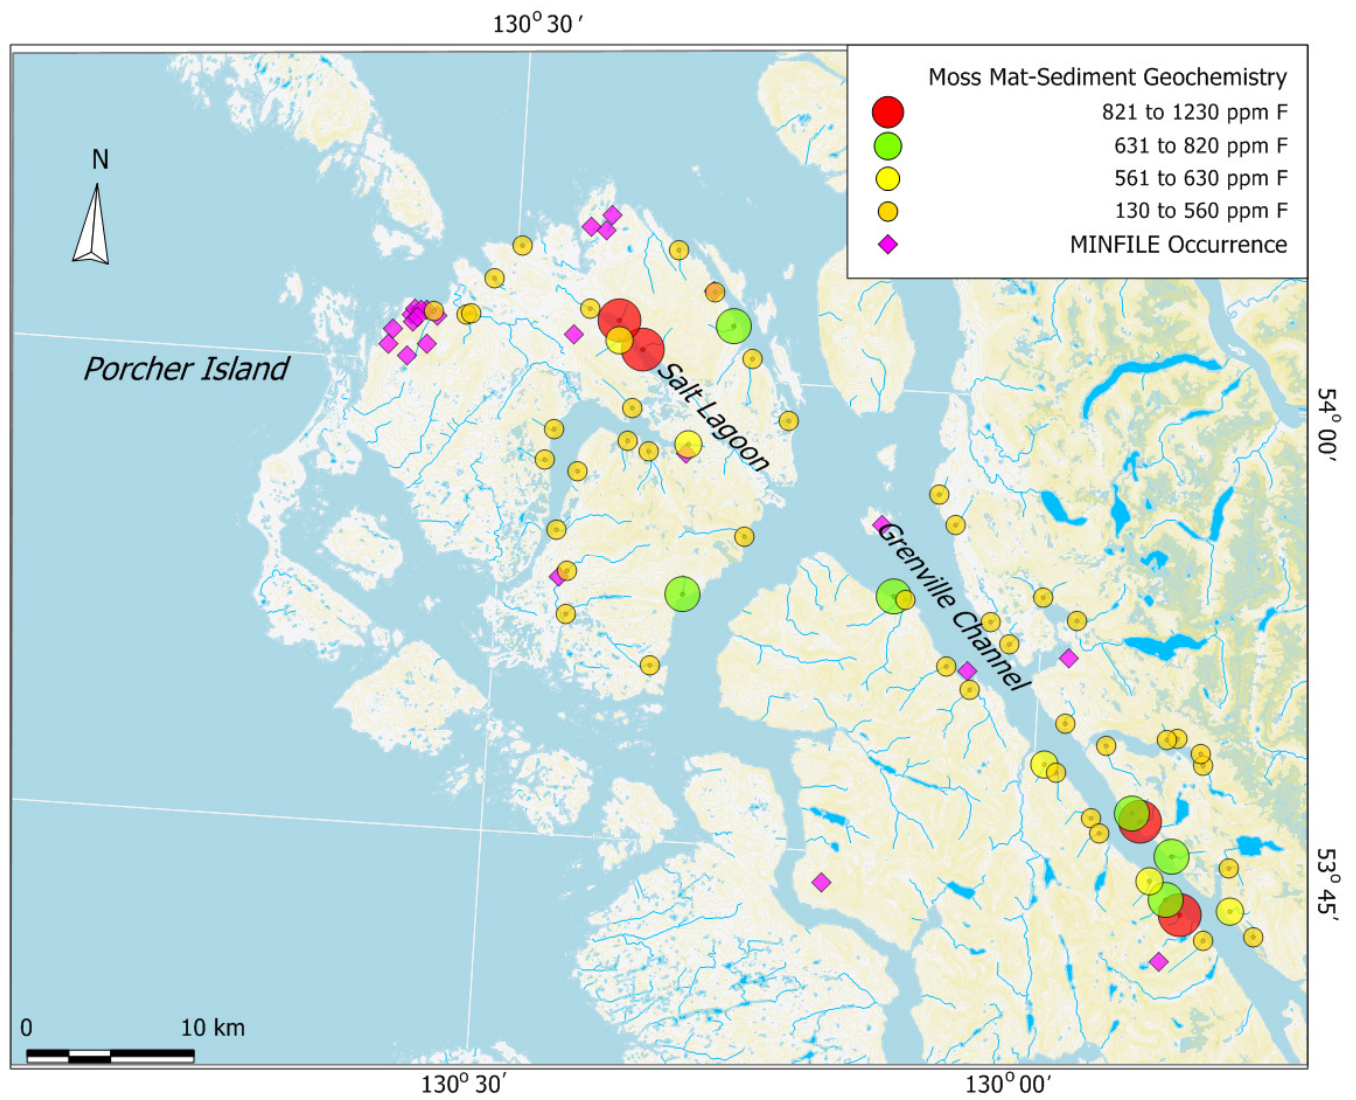 130° 30′
Moss Mat-Sediment Geochemistry
821 to 1230 ppm F
631 to 820 ppm F
561 to 630 ppm F
130 to 560 ppm F
MINFILE Occurrence
N
Porcher Island
Salt Lagoon
54° 00′
Grenville Channel
53° 45′
0 10 km
130° 30′
130° 00′